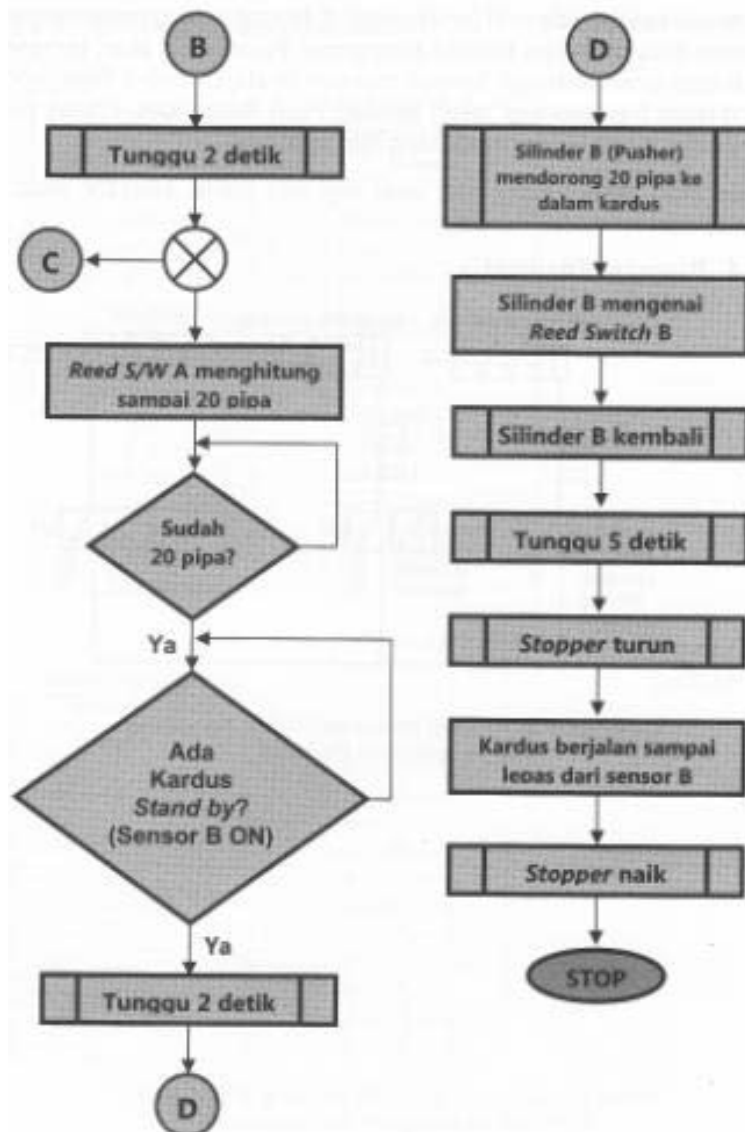 B
Tunggu 2 detik
C
Reed S/W A menghitung
sampai 20 pipa
Sudah
20 pipa?
Ya
Ada
Kardus
Stand by?
(Sensor B ON)
Ya
Tunggu 2 detik
D
D
Silinder B (Pusher)
mendorong 20 pipa ke
dalam kardus
Silinder B mengenai
Reed Switch B
Silinder B kembali
Tunggu 5 detik
Stopper turun
Kardus berjalan sampai
lepas dari sensor B
Stopper naik
STOP